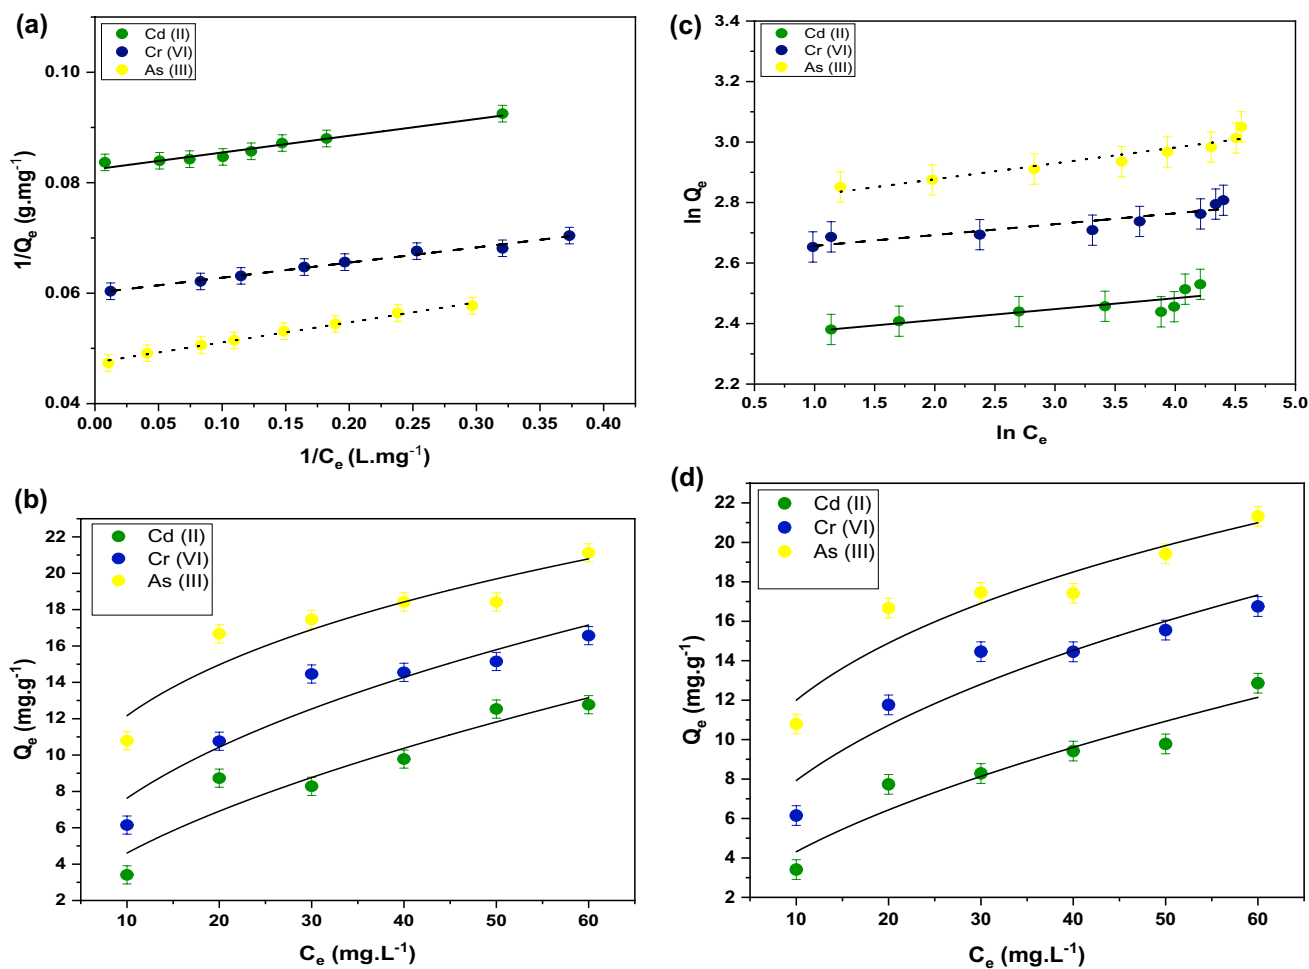 (a)
Cd (II)
Cr (VI)
As (III)
0.10
0.08
0.06
0.04
1/Qe (g.mg-1)
0.00 0.05 0.10 0.15 0.20 0.25 0.30 0.35 0.40
1/Ce (L.mg-1)
(c)
Cd (II)
Cr (VI)
As (III)
3.4
3.2
3.0
2.8
2.6
2.4
2.2
ln Qe
0.5 1.0 1.5 2.0 2.5 3.0 3.5 4.0 4.5 5.0
ln Ce
(b)
Cd (II)
Cr (VI)
As (III)
22
20
18
16
14
12
10
8
6
4
2
Qe (mg.g-1)
10 20 30 40 50 60
Ce (mg.L-1)
(d)
Cd (II)
Cr (VI)
As (III)
22
20
18
16
14
12
10
8
6
4
2
Qe (mg.g-1)
10 20 30 40 50 60
Ce (mg.L-1)